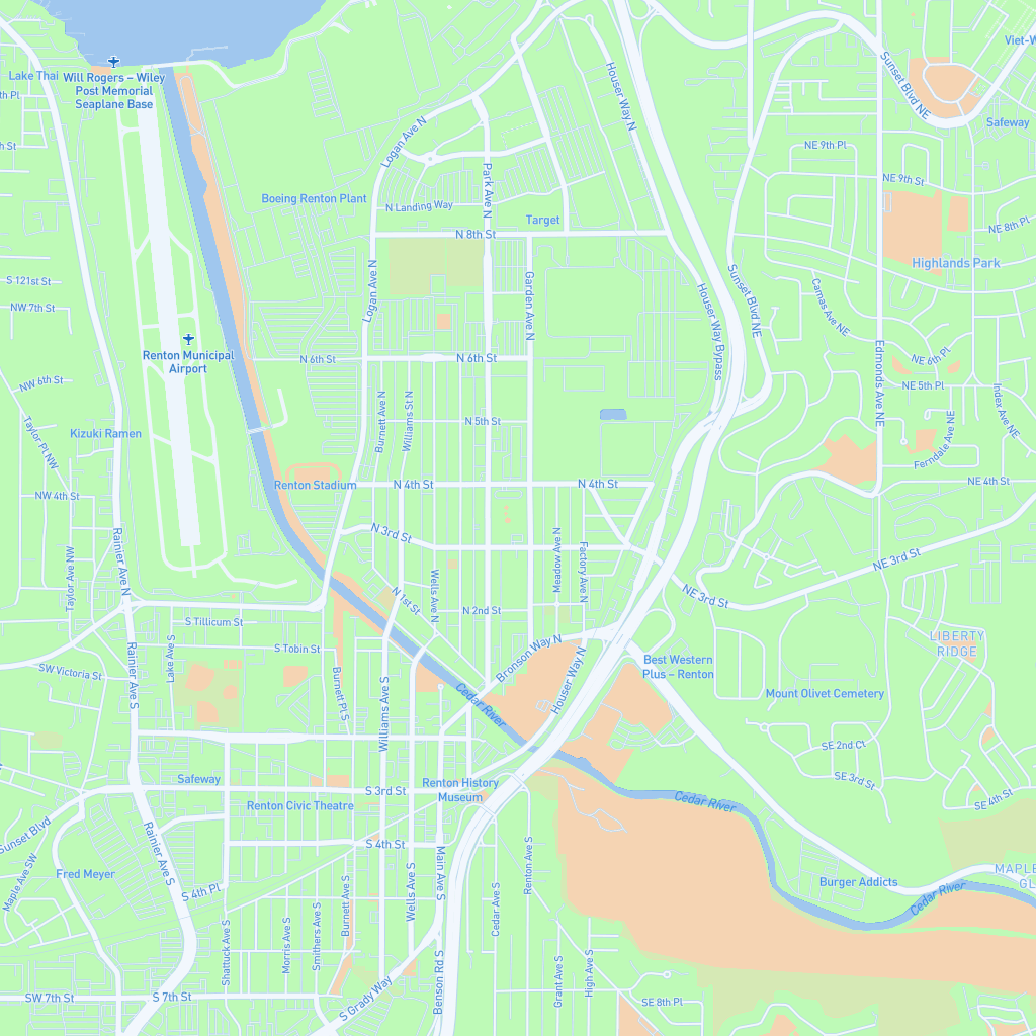 Lake Thai
Will Rogers – Wiley
Post Memorial
Seaplane Base
th Pl
h St
Logan Ave N
Houser Way N
Sunset Blvd NE
Viet-W
Safeway
NE 9th Pl
NE 9th St
NE 8th Pl
Boeing Renton Plant
N Landing Way
Park Ave N
Target
N 8th St
Highlands Park
S 121st St
NW 7th St
Logan Ave N
Garden Ave N
Houser Way Bypass
Sunset Blvd NE
Camas Ave NE
Renton Municipal
Airport
N 6th St
N 6th St
NE 6th Pl
NE 5th Pl
Edmonds Ave NE
Index Ave NE
NW 6th St
Taylor Pl NW
Kizuki Ramen
Burnett Ave N
Williams St N
N 5th St
Ferndale Ave NE
Renton Stadium
N 4th St
N 4th St
NE 4th St
NW 4th St
N 3rd St
NE 3rd St
Rainier Ave N
Taylor Ave NW
Wells Ave N
Meadow Ave N
Factory Ave N
N 1st St
N 2nd St
NE 3rd St
S Tillicum St
S Tobin St
Lake Ave S
Rainier Ave S
SW Victoria St
Burnett Pl S
Williams Ave S
Bronson Way N
Houser Way N
Cedar River
Best Western
Plus – Renton
LIBERTY
RIDGE
Mount Olivet Cemetery
SE 2nd Ct
SE 3rd St
SE 4th St
Safeway
Renton Civic Theatre
S 3rd St
Renton History
Museum
Cedar River
Sunset Blvd
Rainier Ave S
S 4th St
Maple Ave SW
Fred Meyer
S 4th Pl
Main Ave S
Renton Ave S
Wells Ave S
Cedar Ave S
Burger Addicts
Cedar River
MAPLE
GL
Shattuck Ave S
Morris Ave S
Smithers Ave S
Burnett Ave S
Benson Rd S
Grant Ave S
High Ave S
SW 7th St
S 7th St
S Grady Way
SE 8th Pl